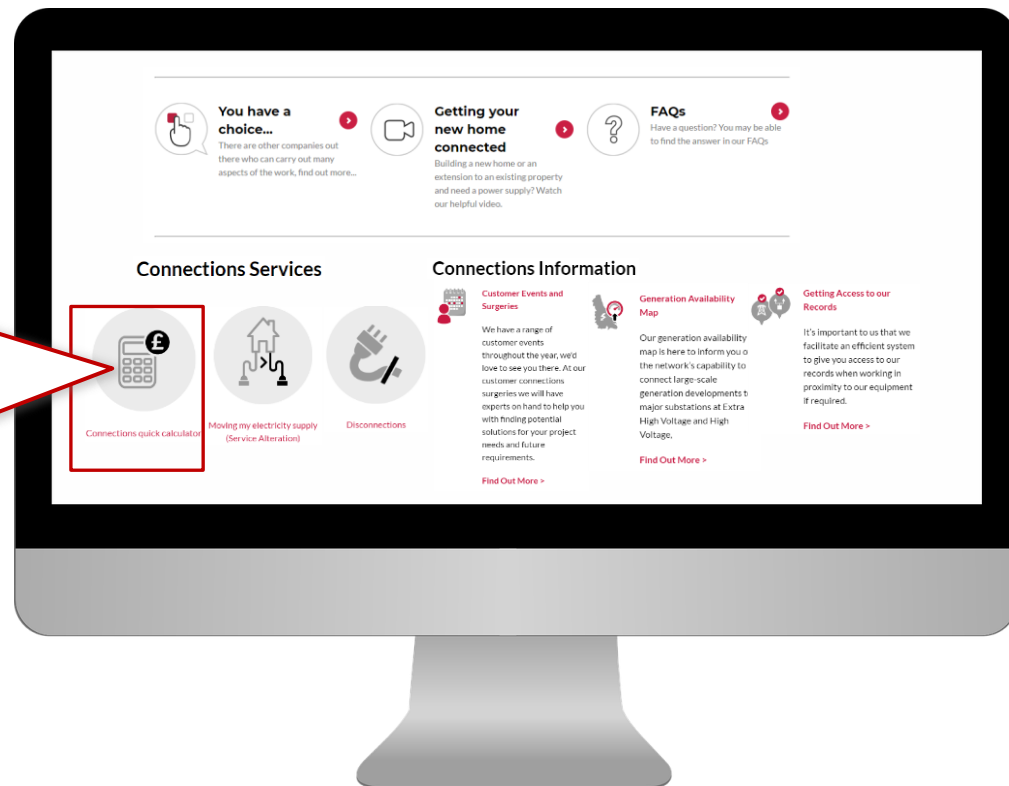 You have a
choice...
There are other companies out
there who can carry out many
aspects of the work, find out more...
Getting your
new home
connected
Building a new home or an
extension to an existing property
and need a power supply? Watch
our helpful video.
FAQs
Have a question? You may be able
to find the answer in our FAQs
Connections Services
£
Connections quick calculator
Moving my electricity supply
(Service Alteration)
Disconnections
Connections Information
Customer Events and
Surgeries
We have a range of
customer events
throughout the year, we'd
love to see you there. At our
customer connections
surgeries we will have
experts on hand to help you
with finding potential
solutions for your project
needs and future
requirements.
Find Out More >
Generation Availability
Map
Our generation availability
map is here to inform you o
the network's capability to
connect large-scale
generation developments t
major substations at Extra
High Voltage and High
Voltage,
Find Out More >
Getting Access to our
Records
It's important to us that we
facilitate an efficient system
to give you access to our
records when working in
proximity to our equipment
if required.
Find Out More >